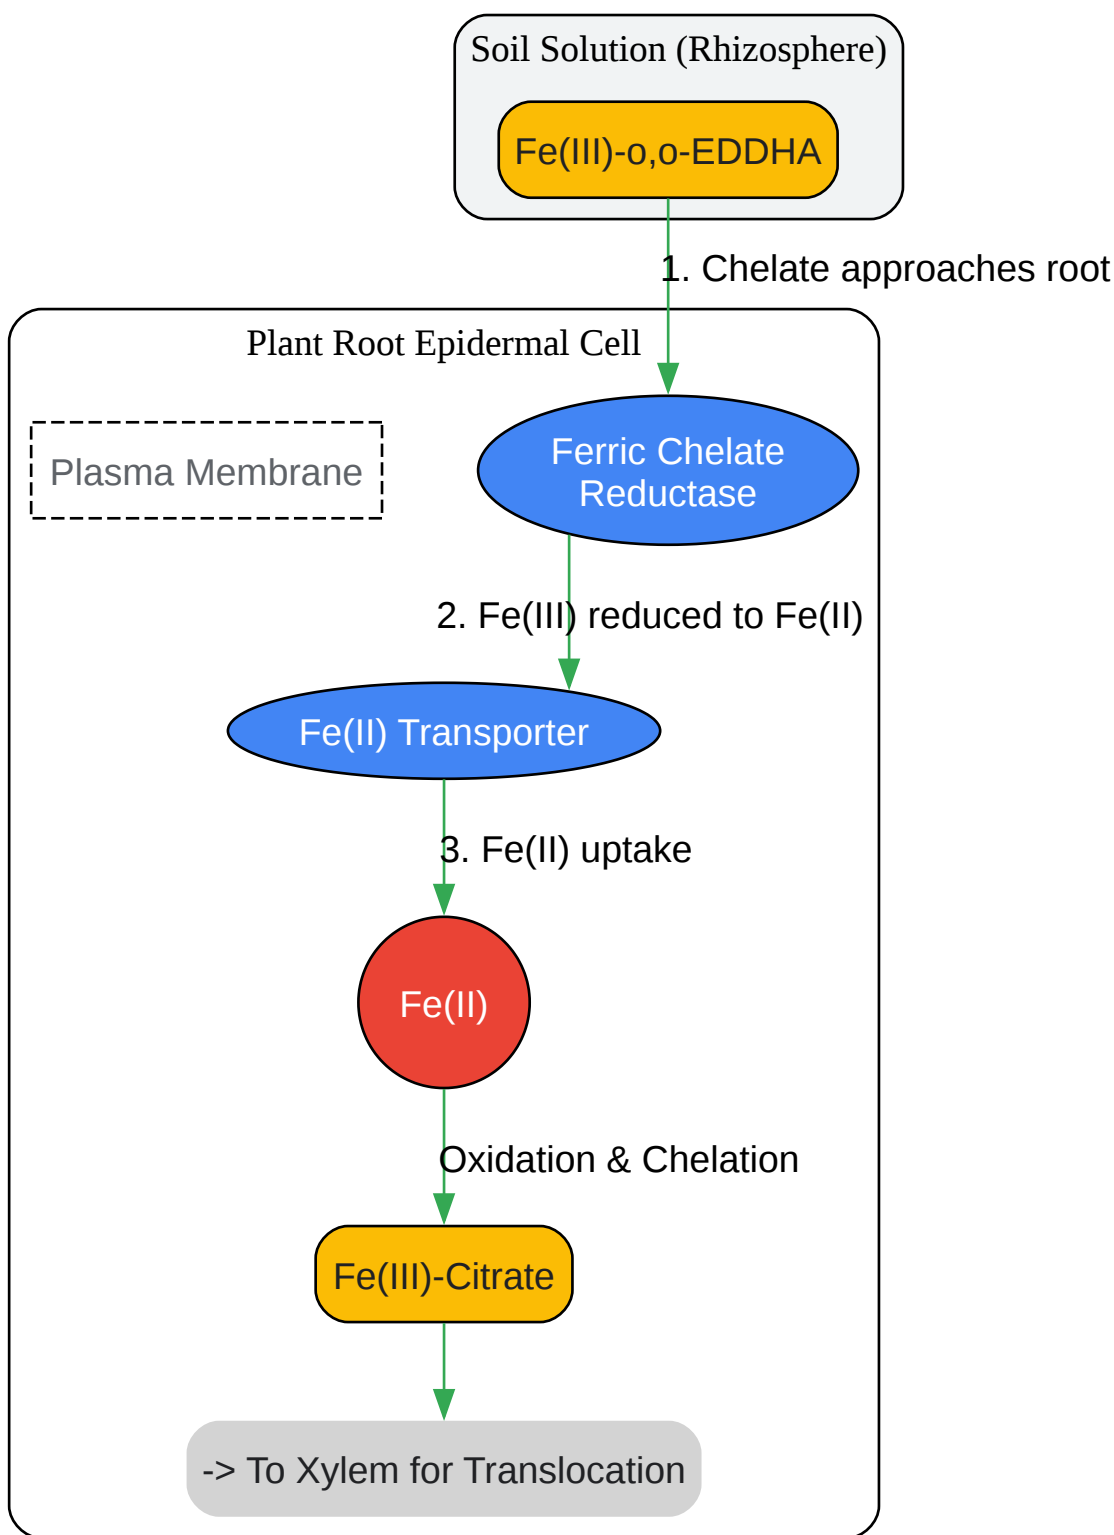 Soil Solution (Rhizosphere)
Fe(III)-o,o-EDDHA
1. Chelate approaches root
Plant Root Epidermal Cell
Plasma Membrane
Ferric Chelate
Reductase
2. Fe(III) reduced to Fe(II)
Fe(II) Transporter
3. Fe(II) uptake
Fe(II)
Oxidation & Chelation
Fe(III)-Citrate
-> To Xylem for Translocation